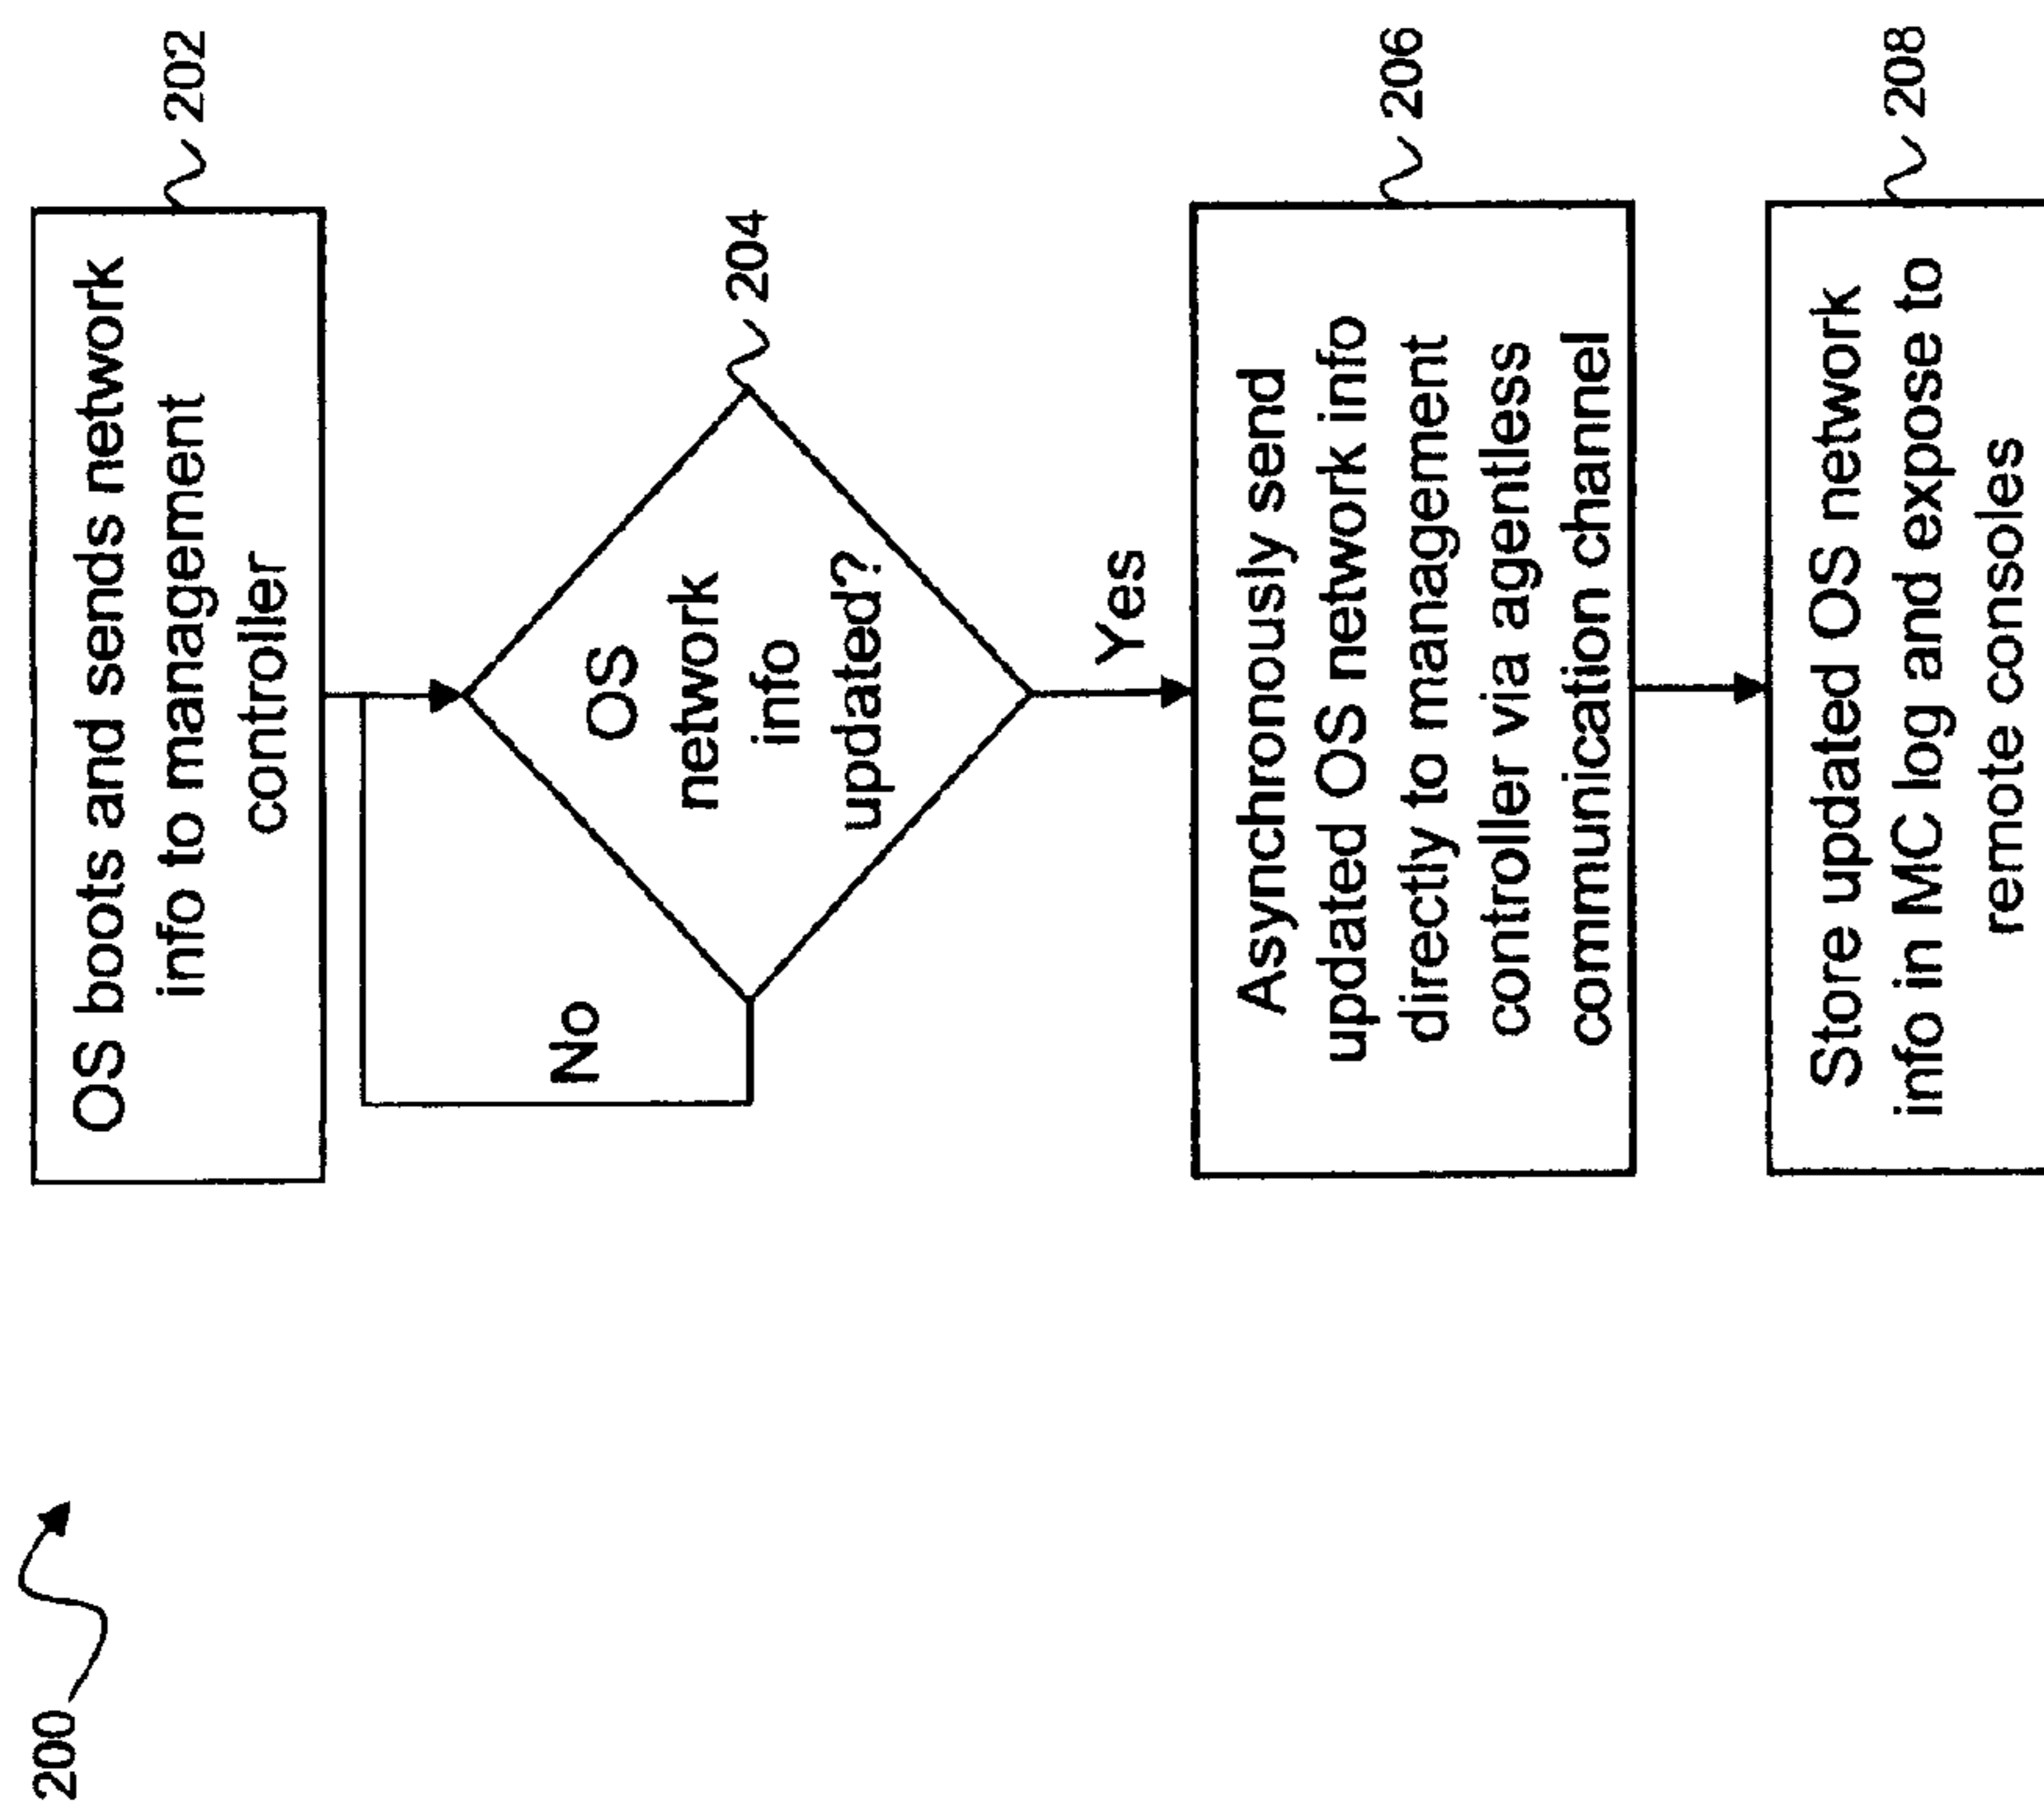 200
OS boots and sends network
info to management
controller
202
OS
network
info
updated?
204
No
Yes
Asynchronously send
updated OS network info
directly to management
controller via agentless
communication channel
206
Store updated OS network
info in MC log and expose to
remote consoles
208